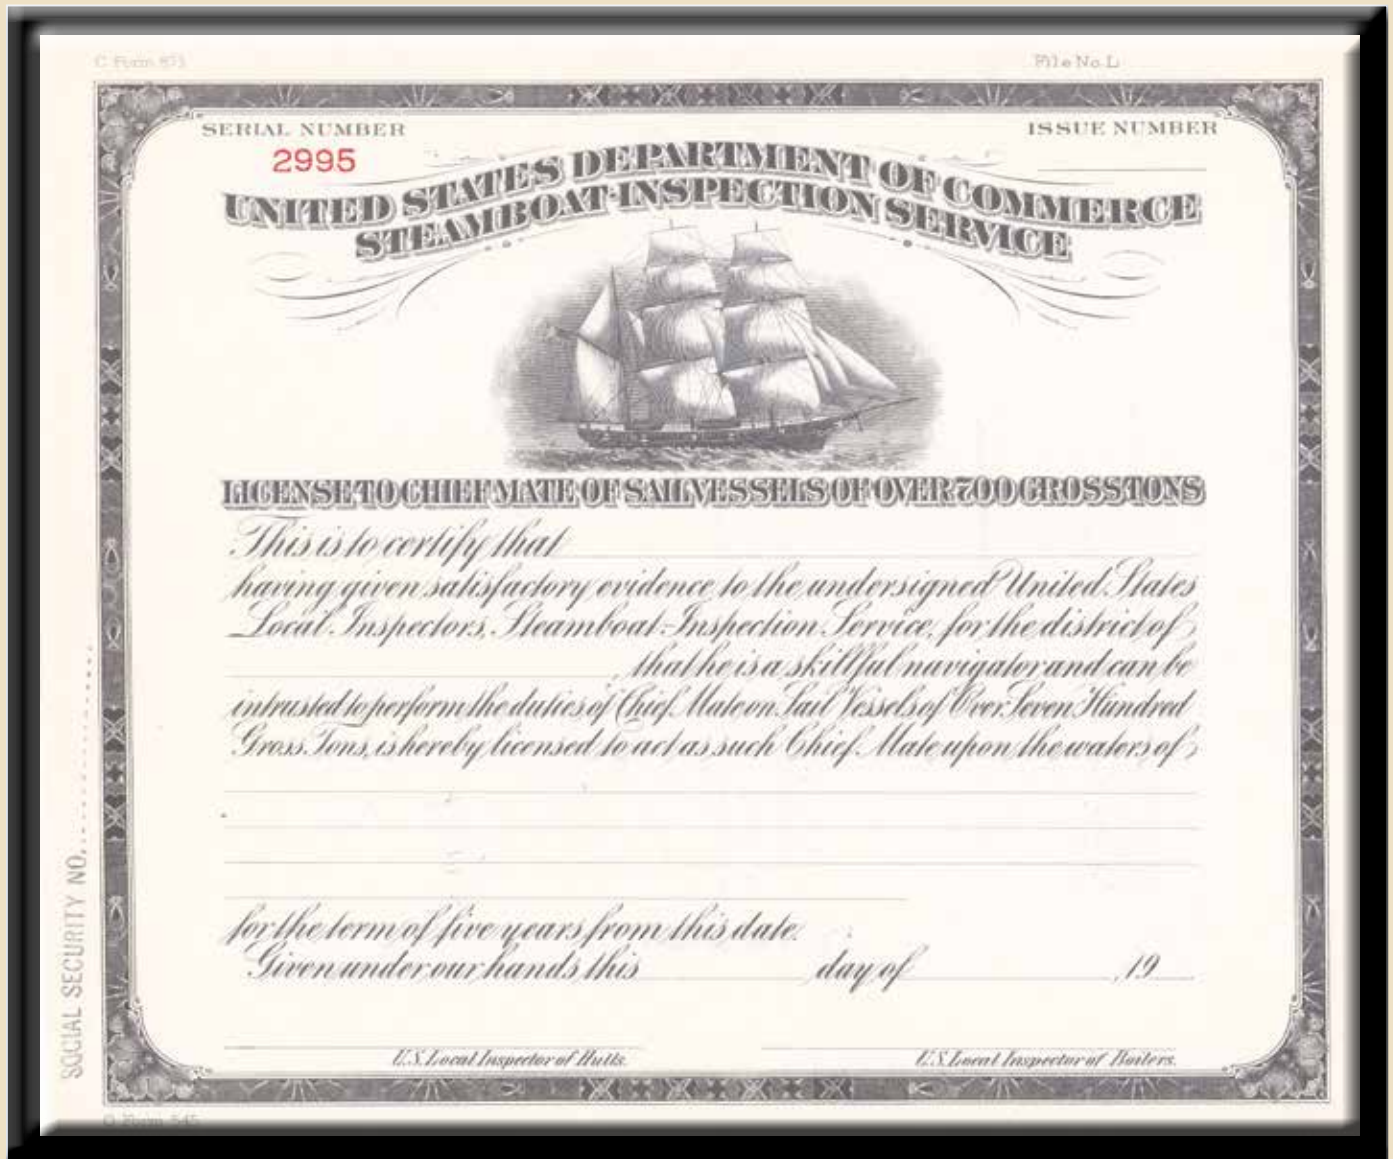 C Form 873
File No. L
SERIAL NUMBER
ISSUE NUMBER
2995
UNITED STATES DEPARTMENT OF COMMERCE
STEAMBOAT-INSPECTION SERVICE
LICENSE TO CHIEF MATE OF SAIL VESSELS OF OVER 700 GROSS TONS
This is to certify that
having given satisfactory evidence to the undersigned United States
Local Inspectors, Steamboat-Inspection Service, for the district of
, that he is a skillful navigator and can be
intrusted to perform the duties of Chief Mate on Sail Vessels of Over Seven Hundred
Gross Tons, is hereby licensed to act as such Chief Mate upon the waters of
for the term of five years from this date.
Given under our hands this day of , 19
U.S. Local Inspector of Hulls.
U.S. Local Inspector of Boilers.
SOCIAL SECURITY NO.
Form 545